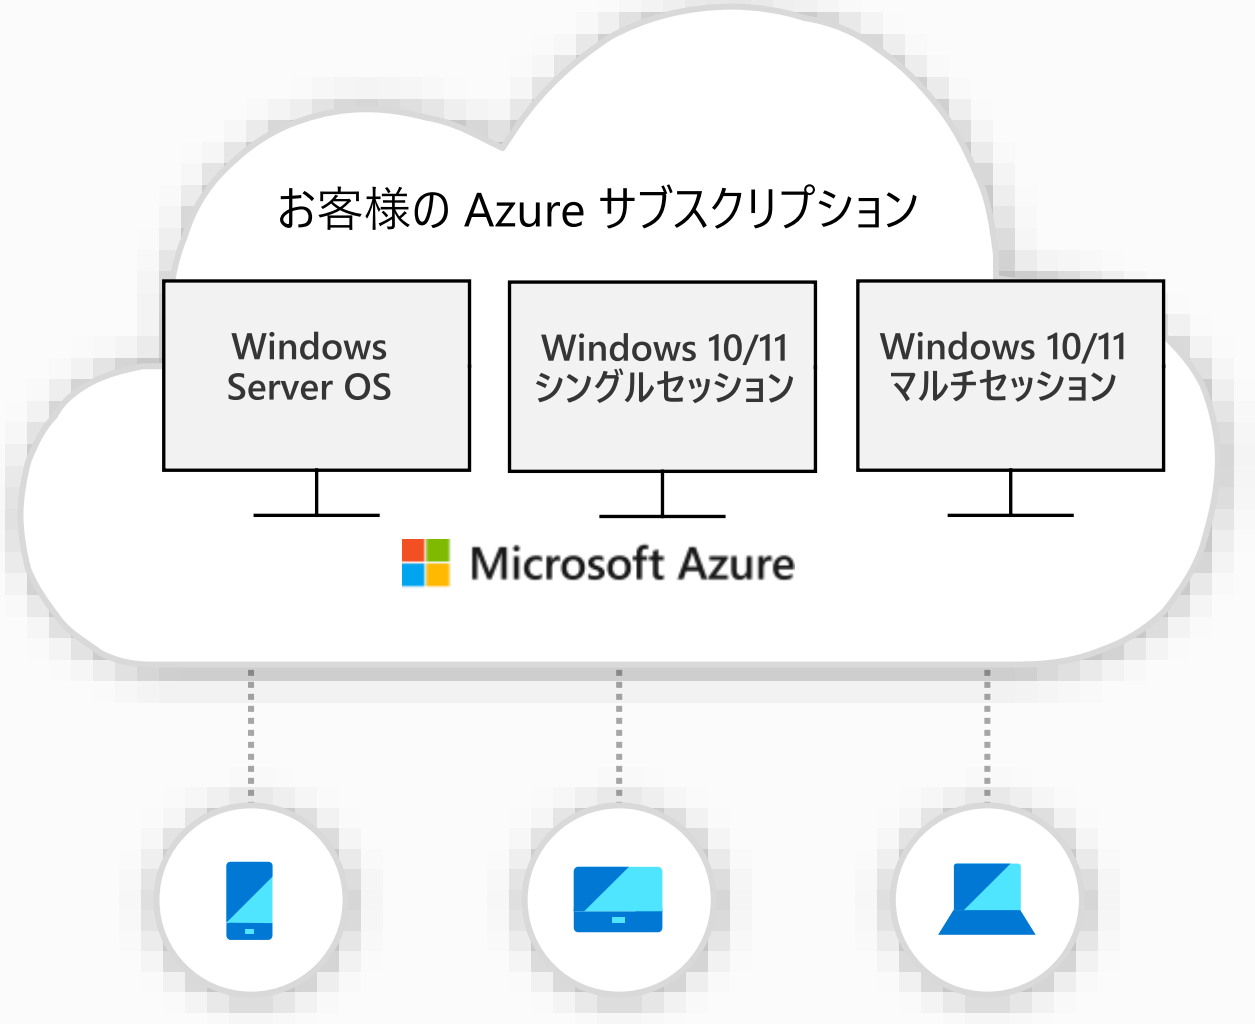 お客様の Azure サブスクリプション
Windows
Server OS
Windows 10/11
シングルセッション
Windows 10/11
マルチセッション
Microsoft Azure